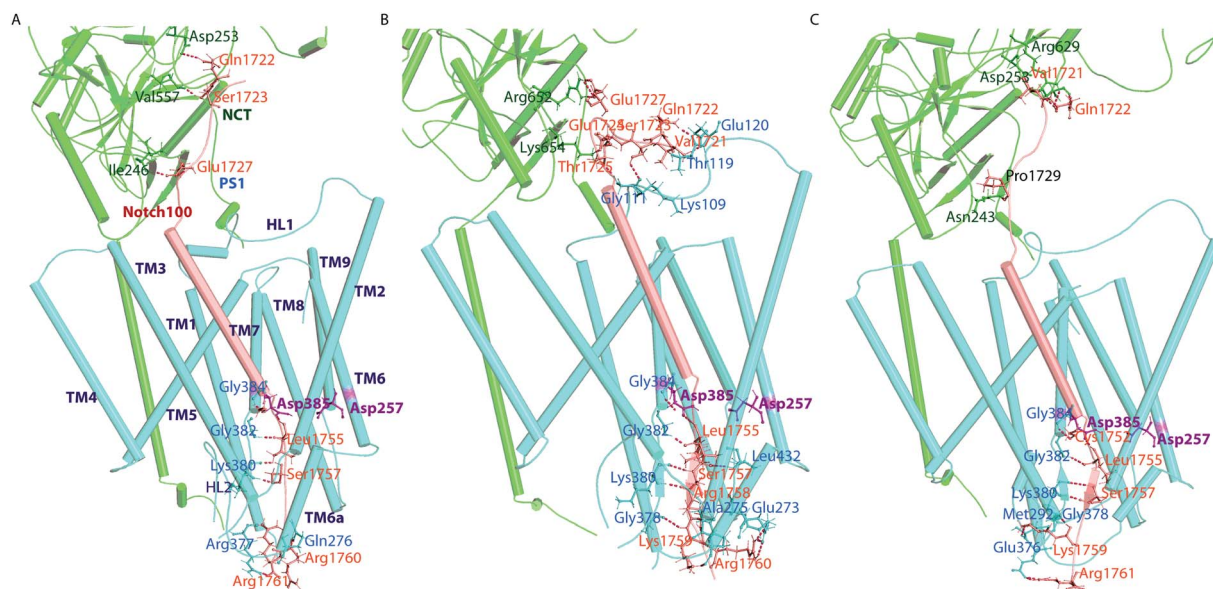 A
Asp253
Gln1722
Val557
Ser1723
NCT
Ile246
Glu1727
PS1
Notch100
HL1
TM3
TM9
TM2
TM1
TM8
TM7
TM4
TM5
TM6
Gly384
Asp385
Asp257
Gly382
Leu1755
Lys380
Ser1757
HL2
TM6a
Arg377
Gln276
Arg1760
Arg1761
B
Arg652
Glu1727
Gln1722
Glu1724
Ser1723
Glu120
Lys654
Val1721
Thr1725
Thr119
Gly111
Lys109
Gly384
Asp385
Asp257
Gly382
Leu1755
Leu432
Lys380
Ser1757
Arg1758
Gly378
Ala275
Glu273
Lys1759
Arg1760
C
Arg629
Asp253
Val1721
Gln1722
Pro1729
Asn243
Gly384
Asp385
Cys1752
Asp257
Gly382
Leu1755
Lys380
Ser1757
Met292
Gly378
Glu376
Lys1759
Arg1761